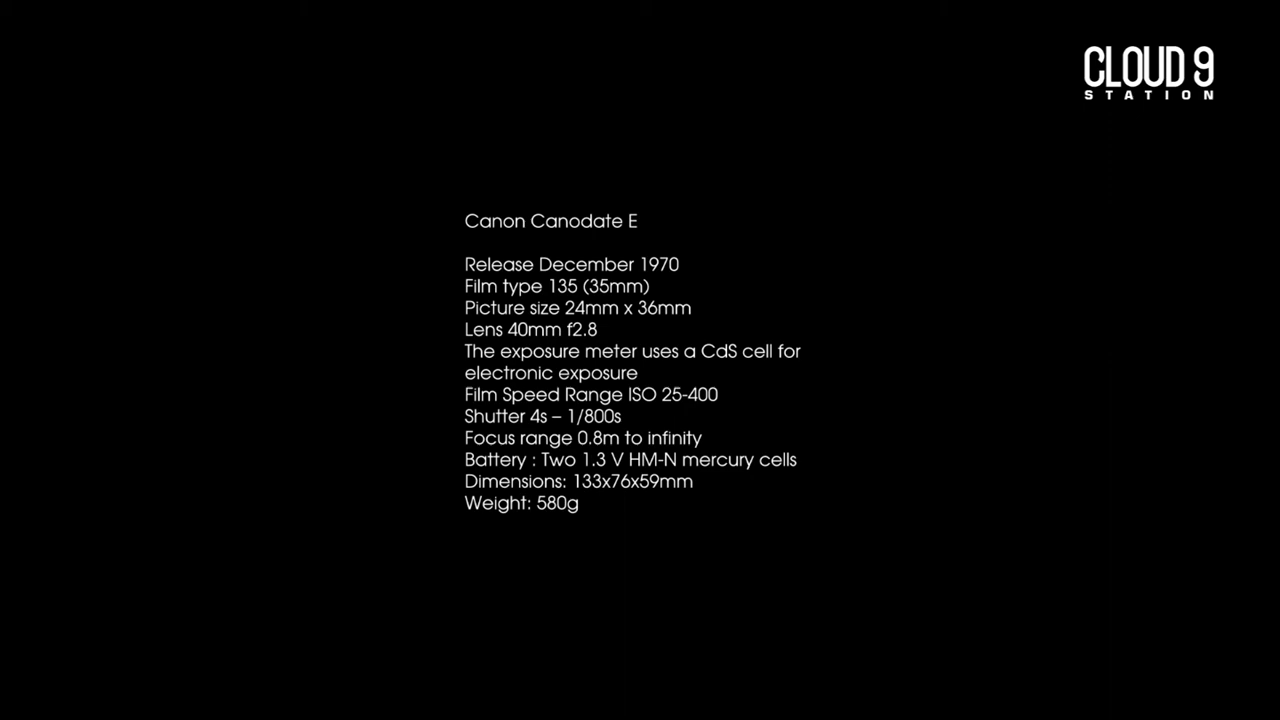 CLOUD 9
STATION
Canon Canodate E
Release December 1970
Film type 135 (35mm)
Picture size 24mm x 36mm
Lens 40mm f2.8
The exposure meter uses a CdS cell for
electronic exposure
Film Speed Range ISO 25-400
Shutter 4s – 1/800s
Focus range 0.8m to infinity
Battery : Two 1.3 V HM-N mercury cells
Dimensions: 133x76x59mm
Weight: 580g